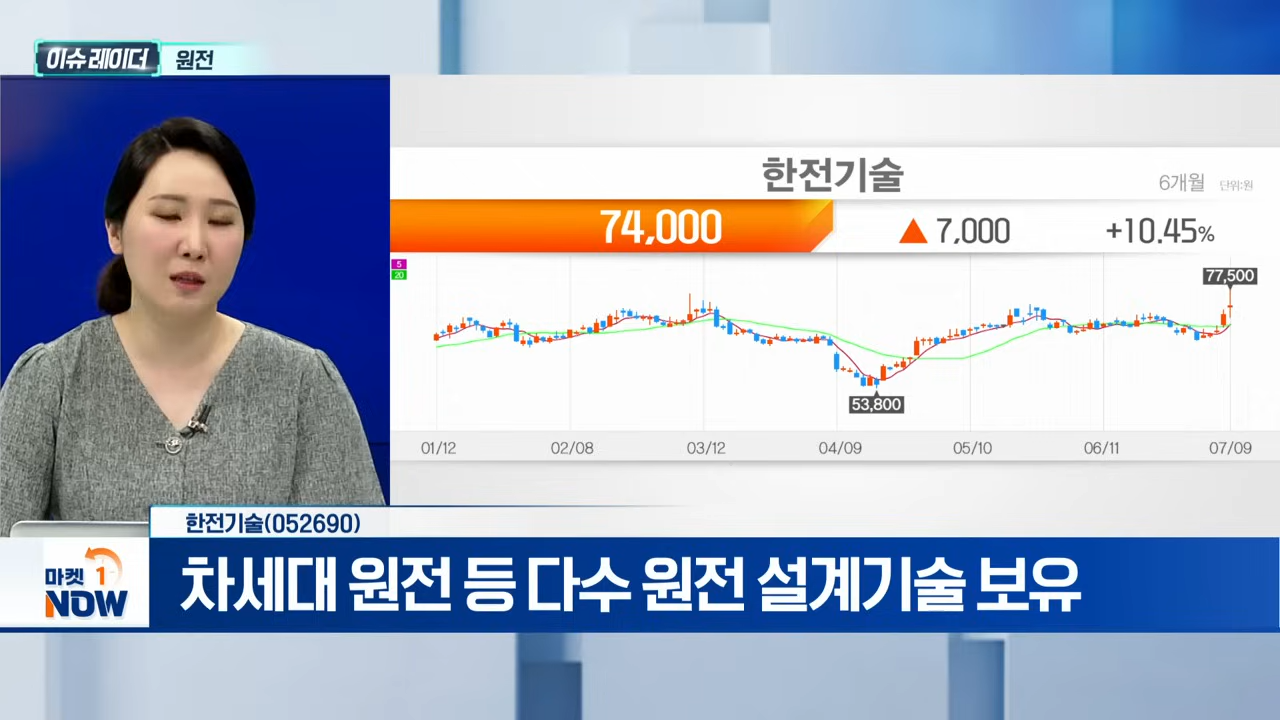 이슈레이더 원전
한전기술
6개월 단위:원
74,000 ▲ 7,000 +10.45%
5
20
77,500
53,800
01/12 02/08 03/12 04/09 05/10 06/11 07/09
한전기술(052690)
차세대 원전 등 다수 원전 설계기술 보유
마켓 1
NOW